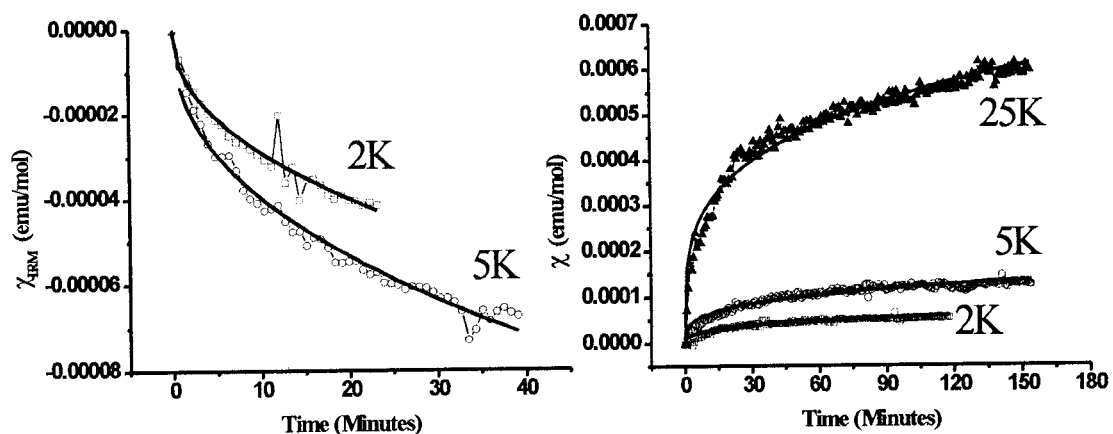 χIRM (emu/mol)
0.00000
-0.00002
-0.00004
-0.00006
-0.00008
2K
5K
0 10 20 30 40
Time (Minutes)
χ (emu/mol)
0.0007
0.0006
0.0005
0.0004
0.0003
0.0002
0.0001
0.0000
25K
5K
2K
0 30 60 90 120 150 180
Time (Minutes)